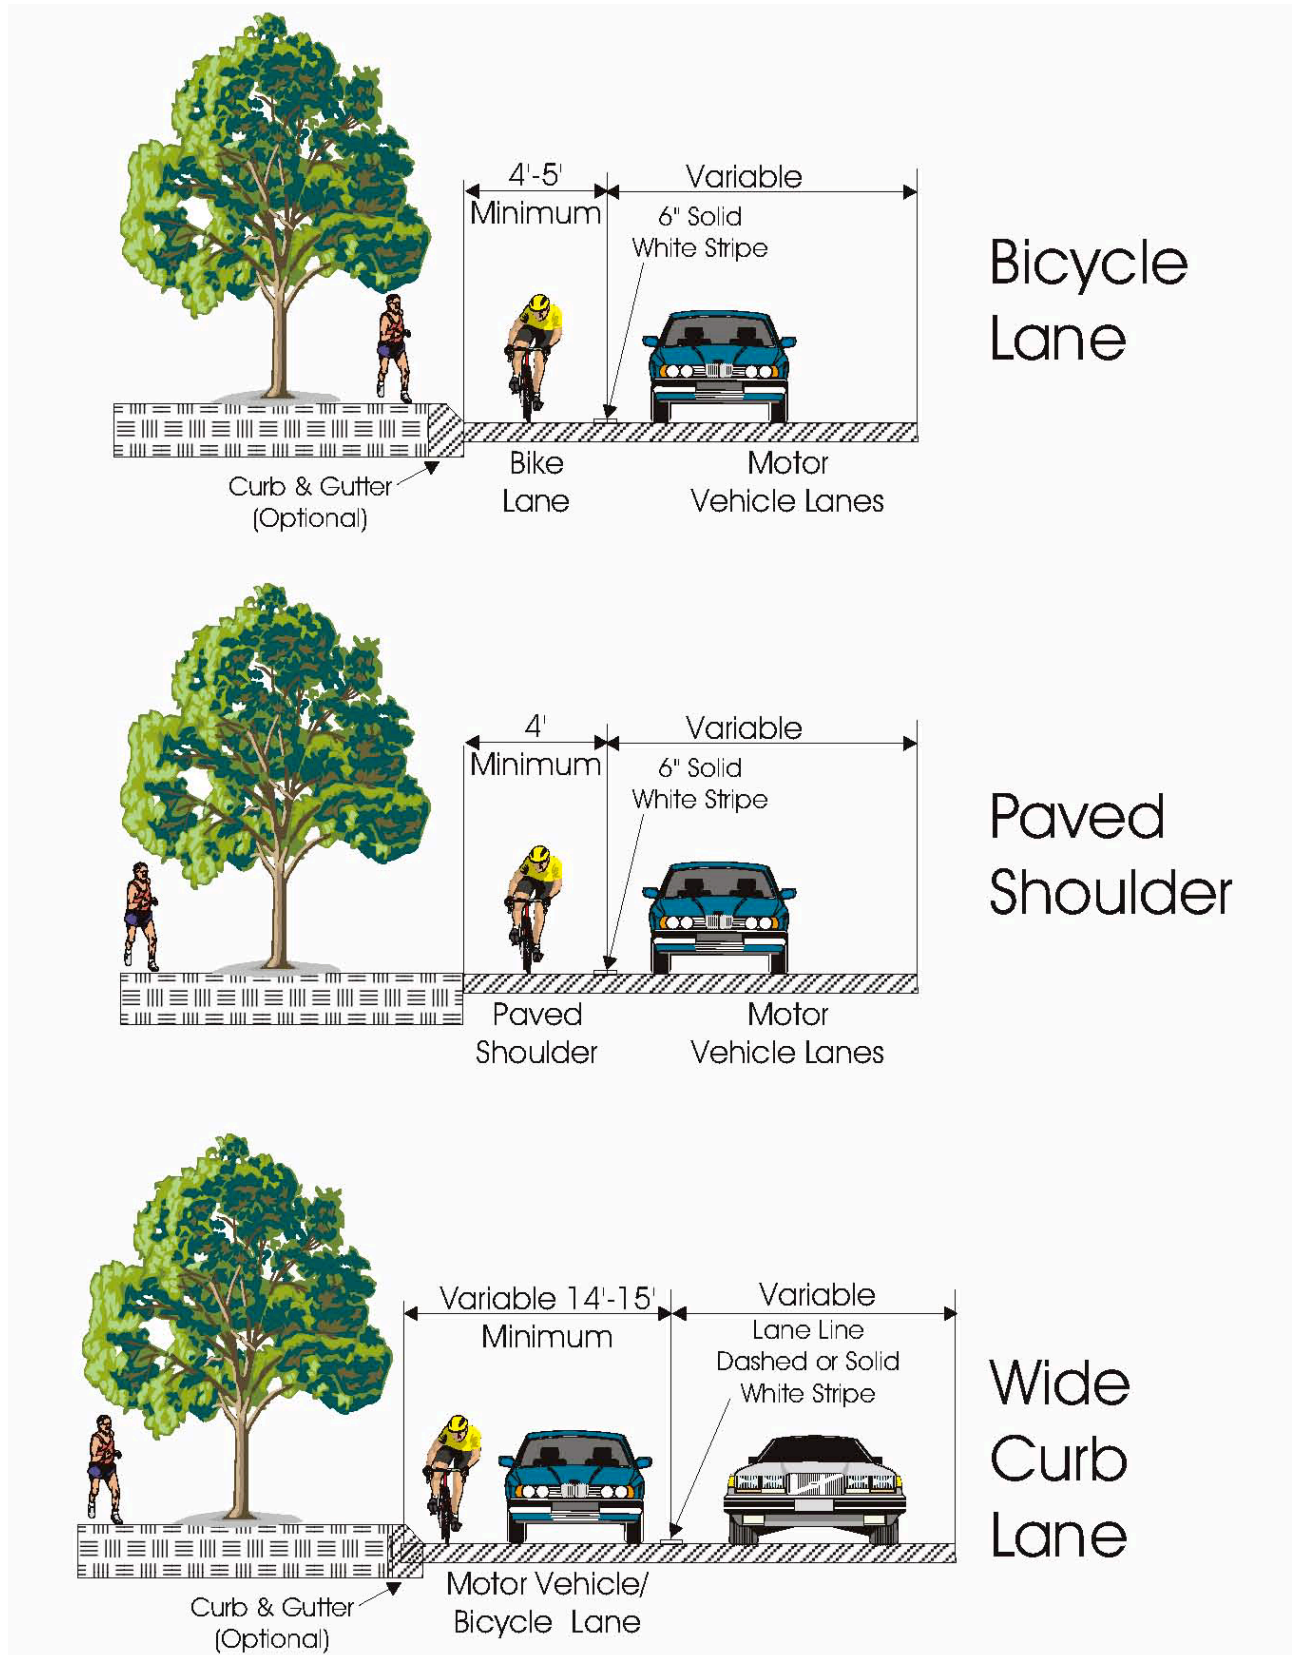 4'-5'
Minimum
Variable
6" Solid
White Stripe
Bicycle
Lane
Curb & Gutter
(Optional)
Bike
Lane
Motor
Vehicle Lanes
4'
Minimum
Variable
6" Solid
White Stripe
Paved
Shoulder
Paved
Shoulder
Motor
Vehicle Lanes
Variable 14'-15'
Minimum
Variable
Lane Line
Dashed or Solid
White Stripe
Wide
Curb
Lane
Curb & Gutter
(Optional)
Motor Vehicle/
Bicycle Lane